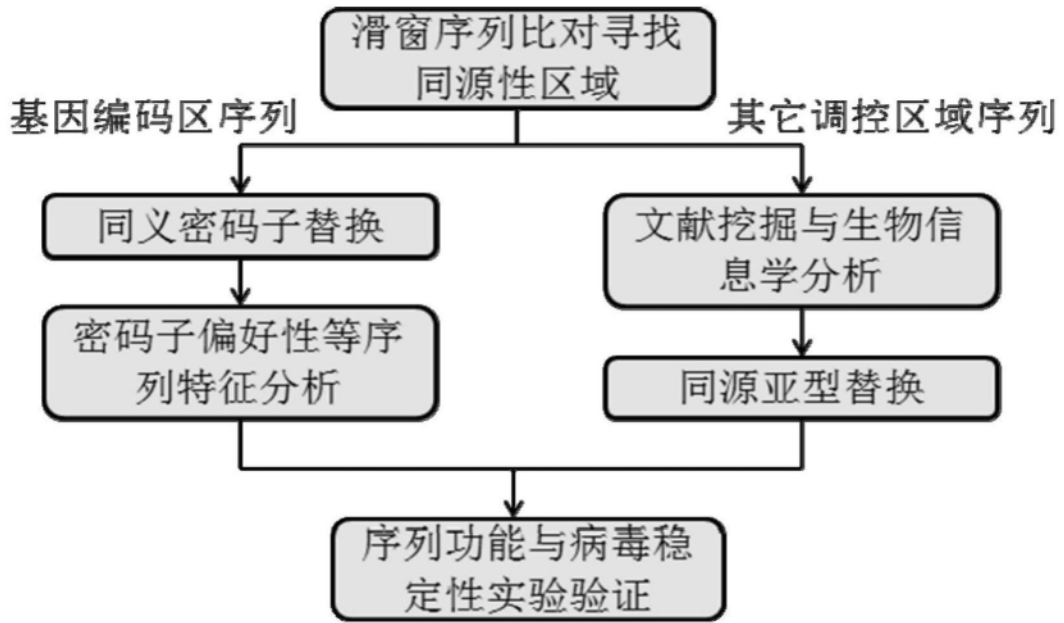 滑窗序列比对寻找
同源性区域
基因编码区序列
其它调控区域序列
同义密码子替换
文献挖掘与生物信
息学分析
密码子偏好性等序
列特征分析
同源亚型替换
序列功能与病毒稳
定性实验验证